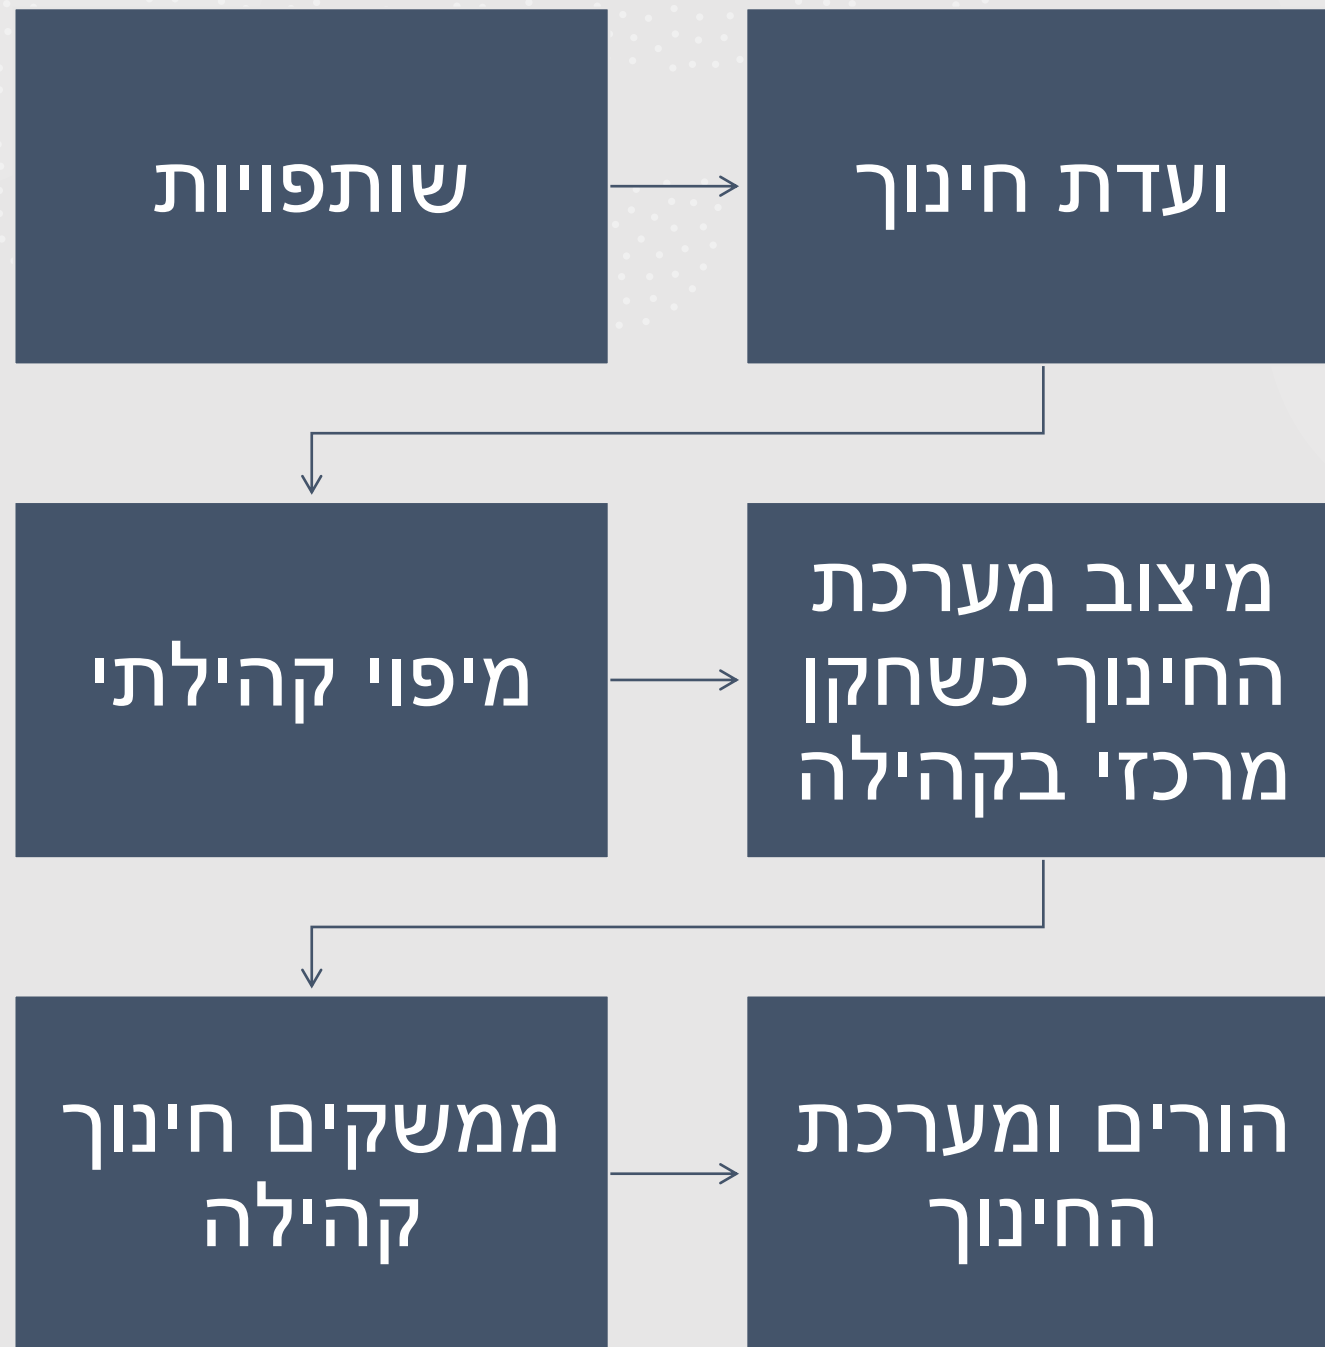 שותפויות
ועדת חינוך
מיפוי קהילתי
מיצוב מערכת
החינוך כשחקן
מרכזי בקהילה
ממשקים חינוך
קהילה
הורים ומערכת
החינוך